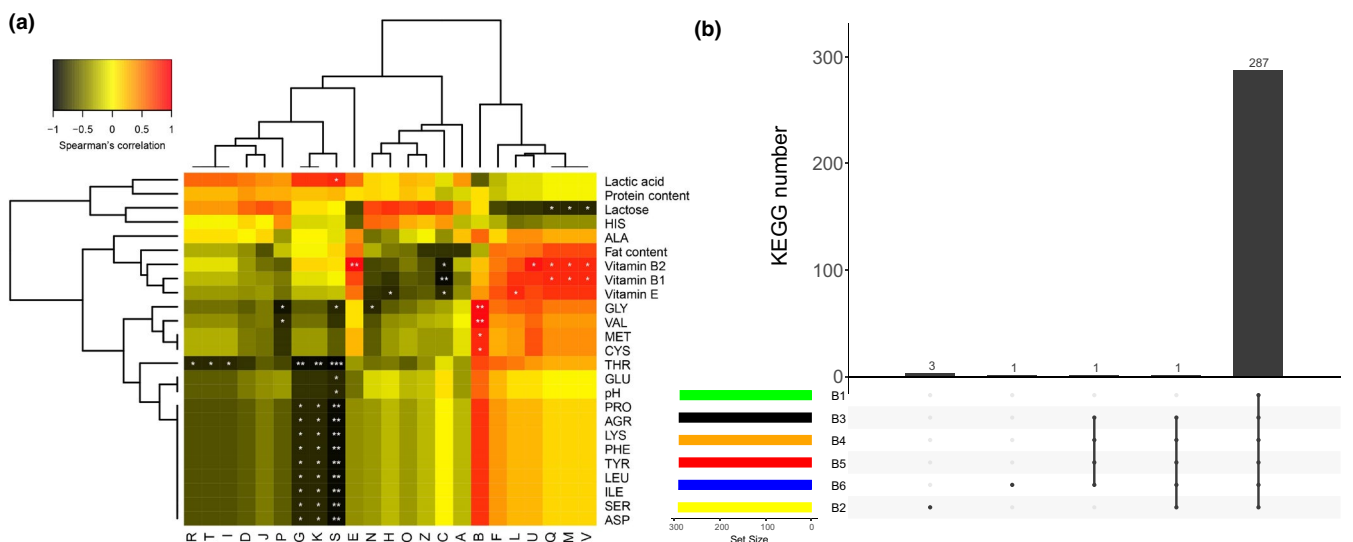 (a)
−1 −0.5 0 0.5 1
Spearman's correlation
Lactic acid *
Protein content
Lactose * * *
HIS
ALA
Fat content
Vitamin B2 ** * * * * *
Vitamin B1 ** * * *
Vitamin E * * *
GLY * * * **
VAL * **
MET *
CYS *
THR * * * ** ** ***
GLU *
pH *
PRO * * **
AGR * * **
LYS * * **
PHE * * **
TYR * * **
LEU * * **
ILE * * **
SER * * **
ASP * * **
R T I D J P G K S E N H O Z C A B F L U Q M V
(b)
KEGG number
300
200
100
0
3 1 1 1 287
B1
B3
B4
B5
B6
B2
300 200 100 0
Set Size